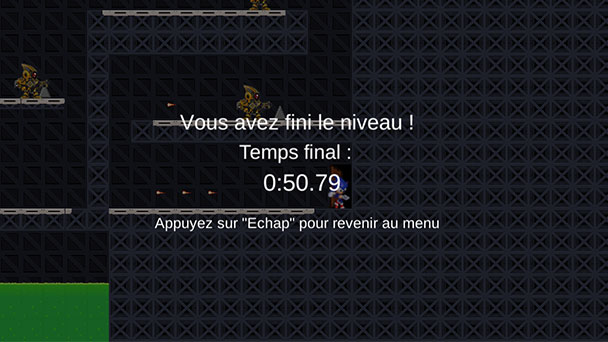 Vous avez fini le niveau !
Temps final :
0:50.79
Appuyez sur "Echap" pour revenir au menu